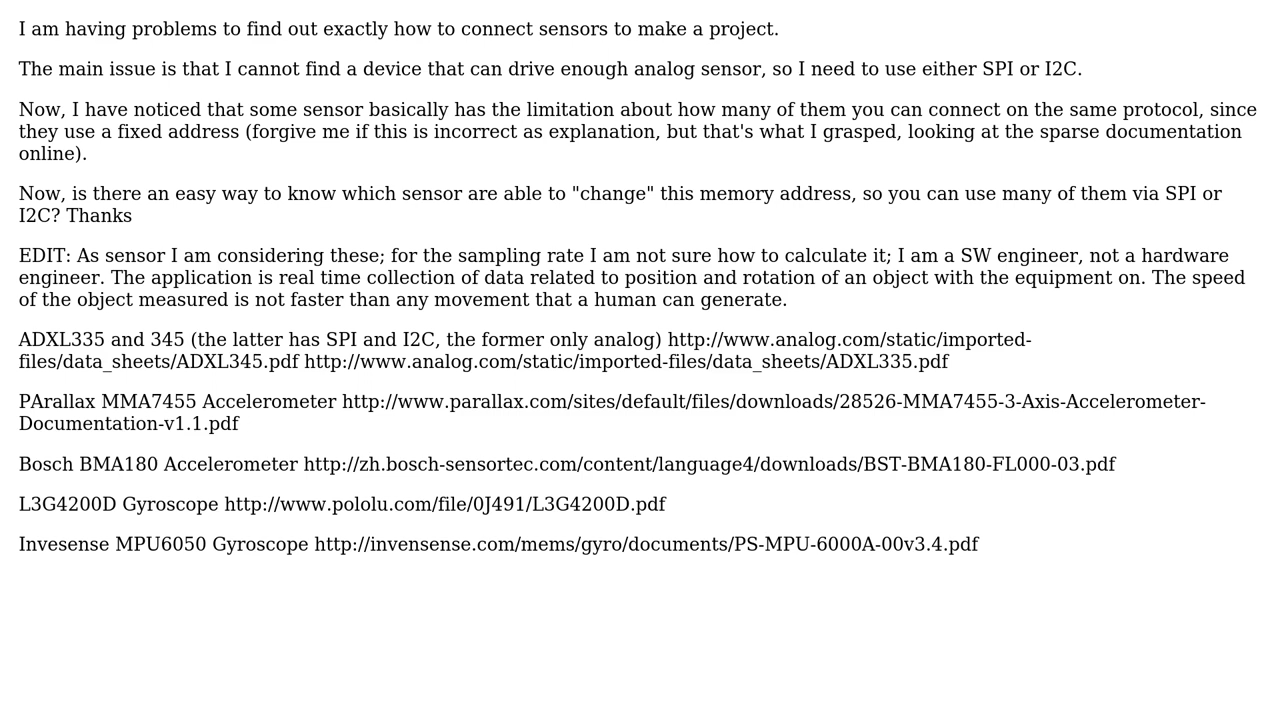 I am having problems to find out exactly how to connect sensors to make a project.
The main issue is that I cannot find a device that can drive enough analog sensor, so I need to use either SPI or I2C.
Now, I have noticed that some sensor basically has the limitation about how many of them you can connect on the same protocol, since
they use a fixed address (forgive me if this is incorrect as explanation, but that's what I grasped, looking at the sparse documentation
online).
Now, is there an easy way to know which sensor are able to "change" this memory address, so you can use many of them via SPI or
I2C? Thanks
EDIT: As sensor I am considering these; for the sampling rate I am not sure how to calculate it; I am a SW engineer, not a hardware
engineer. The application is real time collection of data related to position and rotation of an object with the equipment on. The speed
of the object measured is not faster than any movement that a human can generate.
ADXL335 and 345 (the latter has SPI and I2C, the former only analog) http://www.analog.com/static/imported-
files/data_sheets/ADXL345.pdf http://www.analog.com/static/imported-files/data_sheets/ADXL335.pdf
PArallax MMA7455 Accelerometer http://www.parallax.com/sites/default/files/downloads/28526-MMA7455-3-Axis-Accelerometer-
Documentation-v1.1.pdf
Bosch BMA180 Accelerometer http://zh.bosch-sensortec.com/content/language4/downloads/BST-BMA180-FL000-03.pdf
L3G4200D Gyroscope http://www.pololu.com/file/0J491/L3G4200D.pdf
Invesense MPU6050 Gyroscope http://invensense.com/mems/gyro/documents/PS-MPU-6000A-00v3.4.pdf